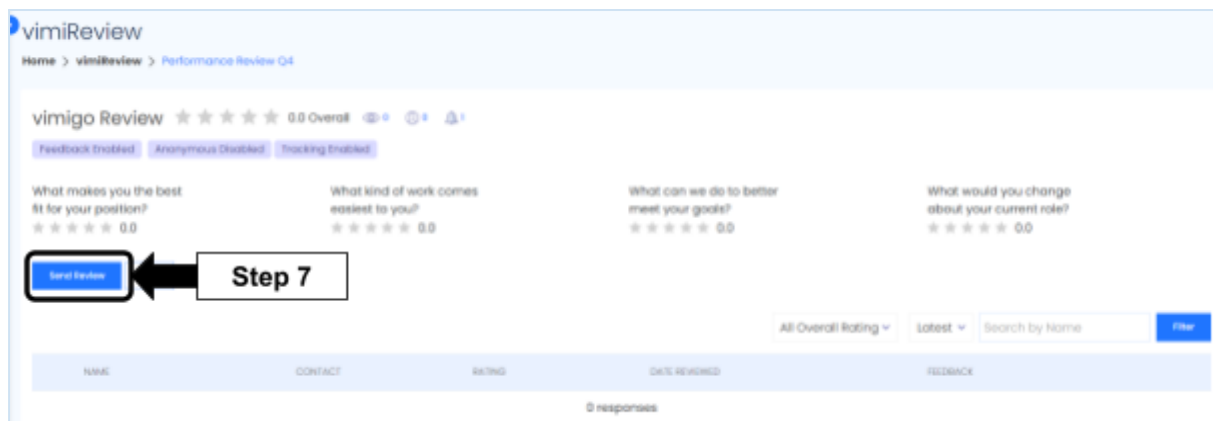 vimiReview
Home > vimiReview > Performance Review Q4
vimigo Review 0.0 Overall 0 0 1
Feedback Enabled Anonymous Disabled Tracking Enabled
What makes you the best
fit for your position?
0.0
What kind of work comes
easiest to you?
0.0
What can we do to better
meet your goals?
0.0
What would you change
about your current role?
0.0
Send Review
Step 7
All Overall Rating Latest Search by Name Filter
NAME CONTACT RATING DATE REVIEWED FEEDBACK
0 responses